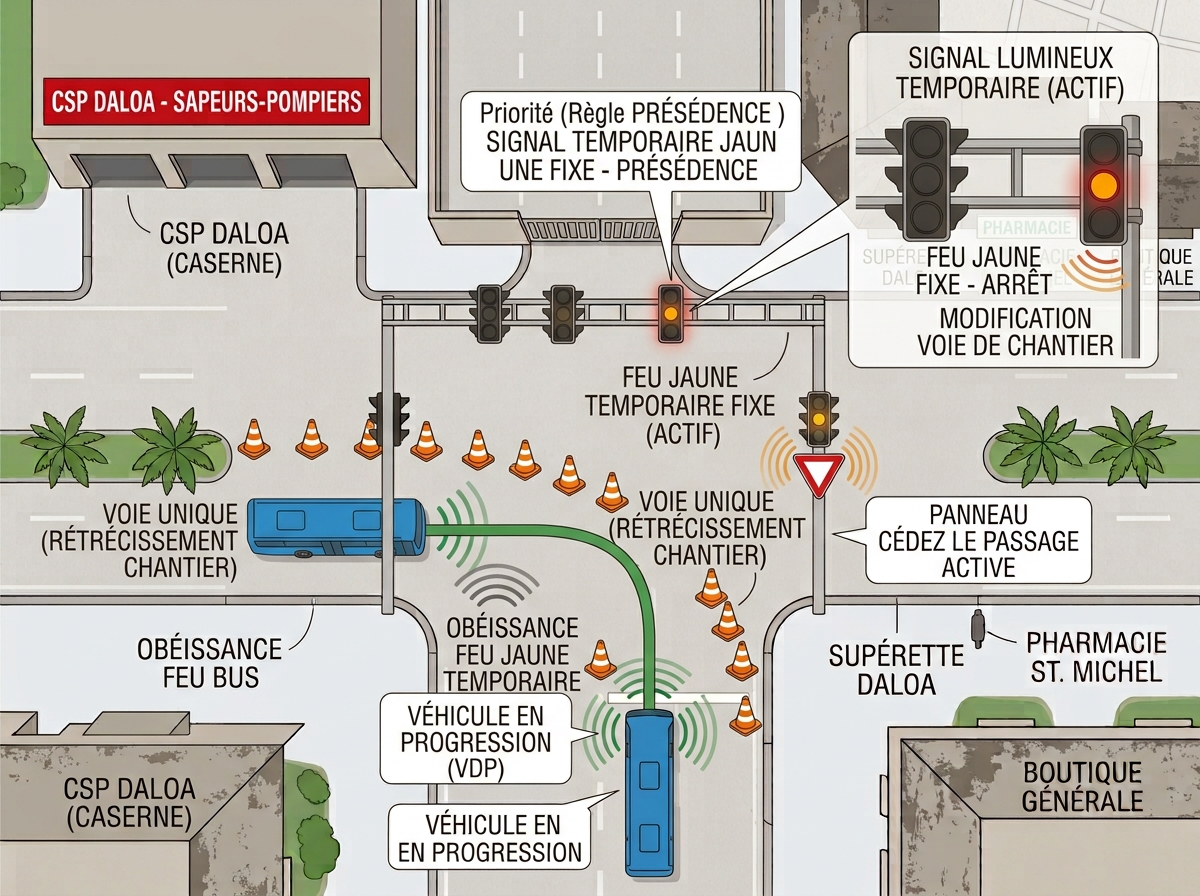 CSP DALOA - SAPEURS-POMPIERS
CSP DALOA
(CASERNE)
Priorité (Règle PRÉSÉDENCE )
SIGNAL TEMPORAIRE JAUN
UNE FIXE - PRÉSÉDENCE
SIGNAL LUMINEUX
TEMPORAIRE (ACTIF)
PHARMACIE
FEU JAUNE
FIXE - ARRÊT
MODIFICATION
VOIE DE CHANTIER
FEU JAUNE
TEMPORAIRE FIXE
(ACTIF)
VOIE UNIQUE
(RÉTRÉCISSEMENT
CHANTIER)
VOIE UNIQUE
(RÉTRÉCISSEMENT
CHANTIER)
PANNEAU
CÉDEZ LE PASSAGE
ACTIVE
OBÉISSANCE
FEU BUS
OBÉISSANCE
FEU JAUNE
TEMPORAIRE
SUPÉRETTE
DALOA
PHARMACIE
ST. MICHEL
VÉHICULE EN
PROGRESSION
(VDP)
VÉHICULE EN
EN PROGRESSION
CSP DALOA
(CASERNE)
BOUTIQUE
GÉNÉRALE